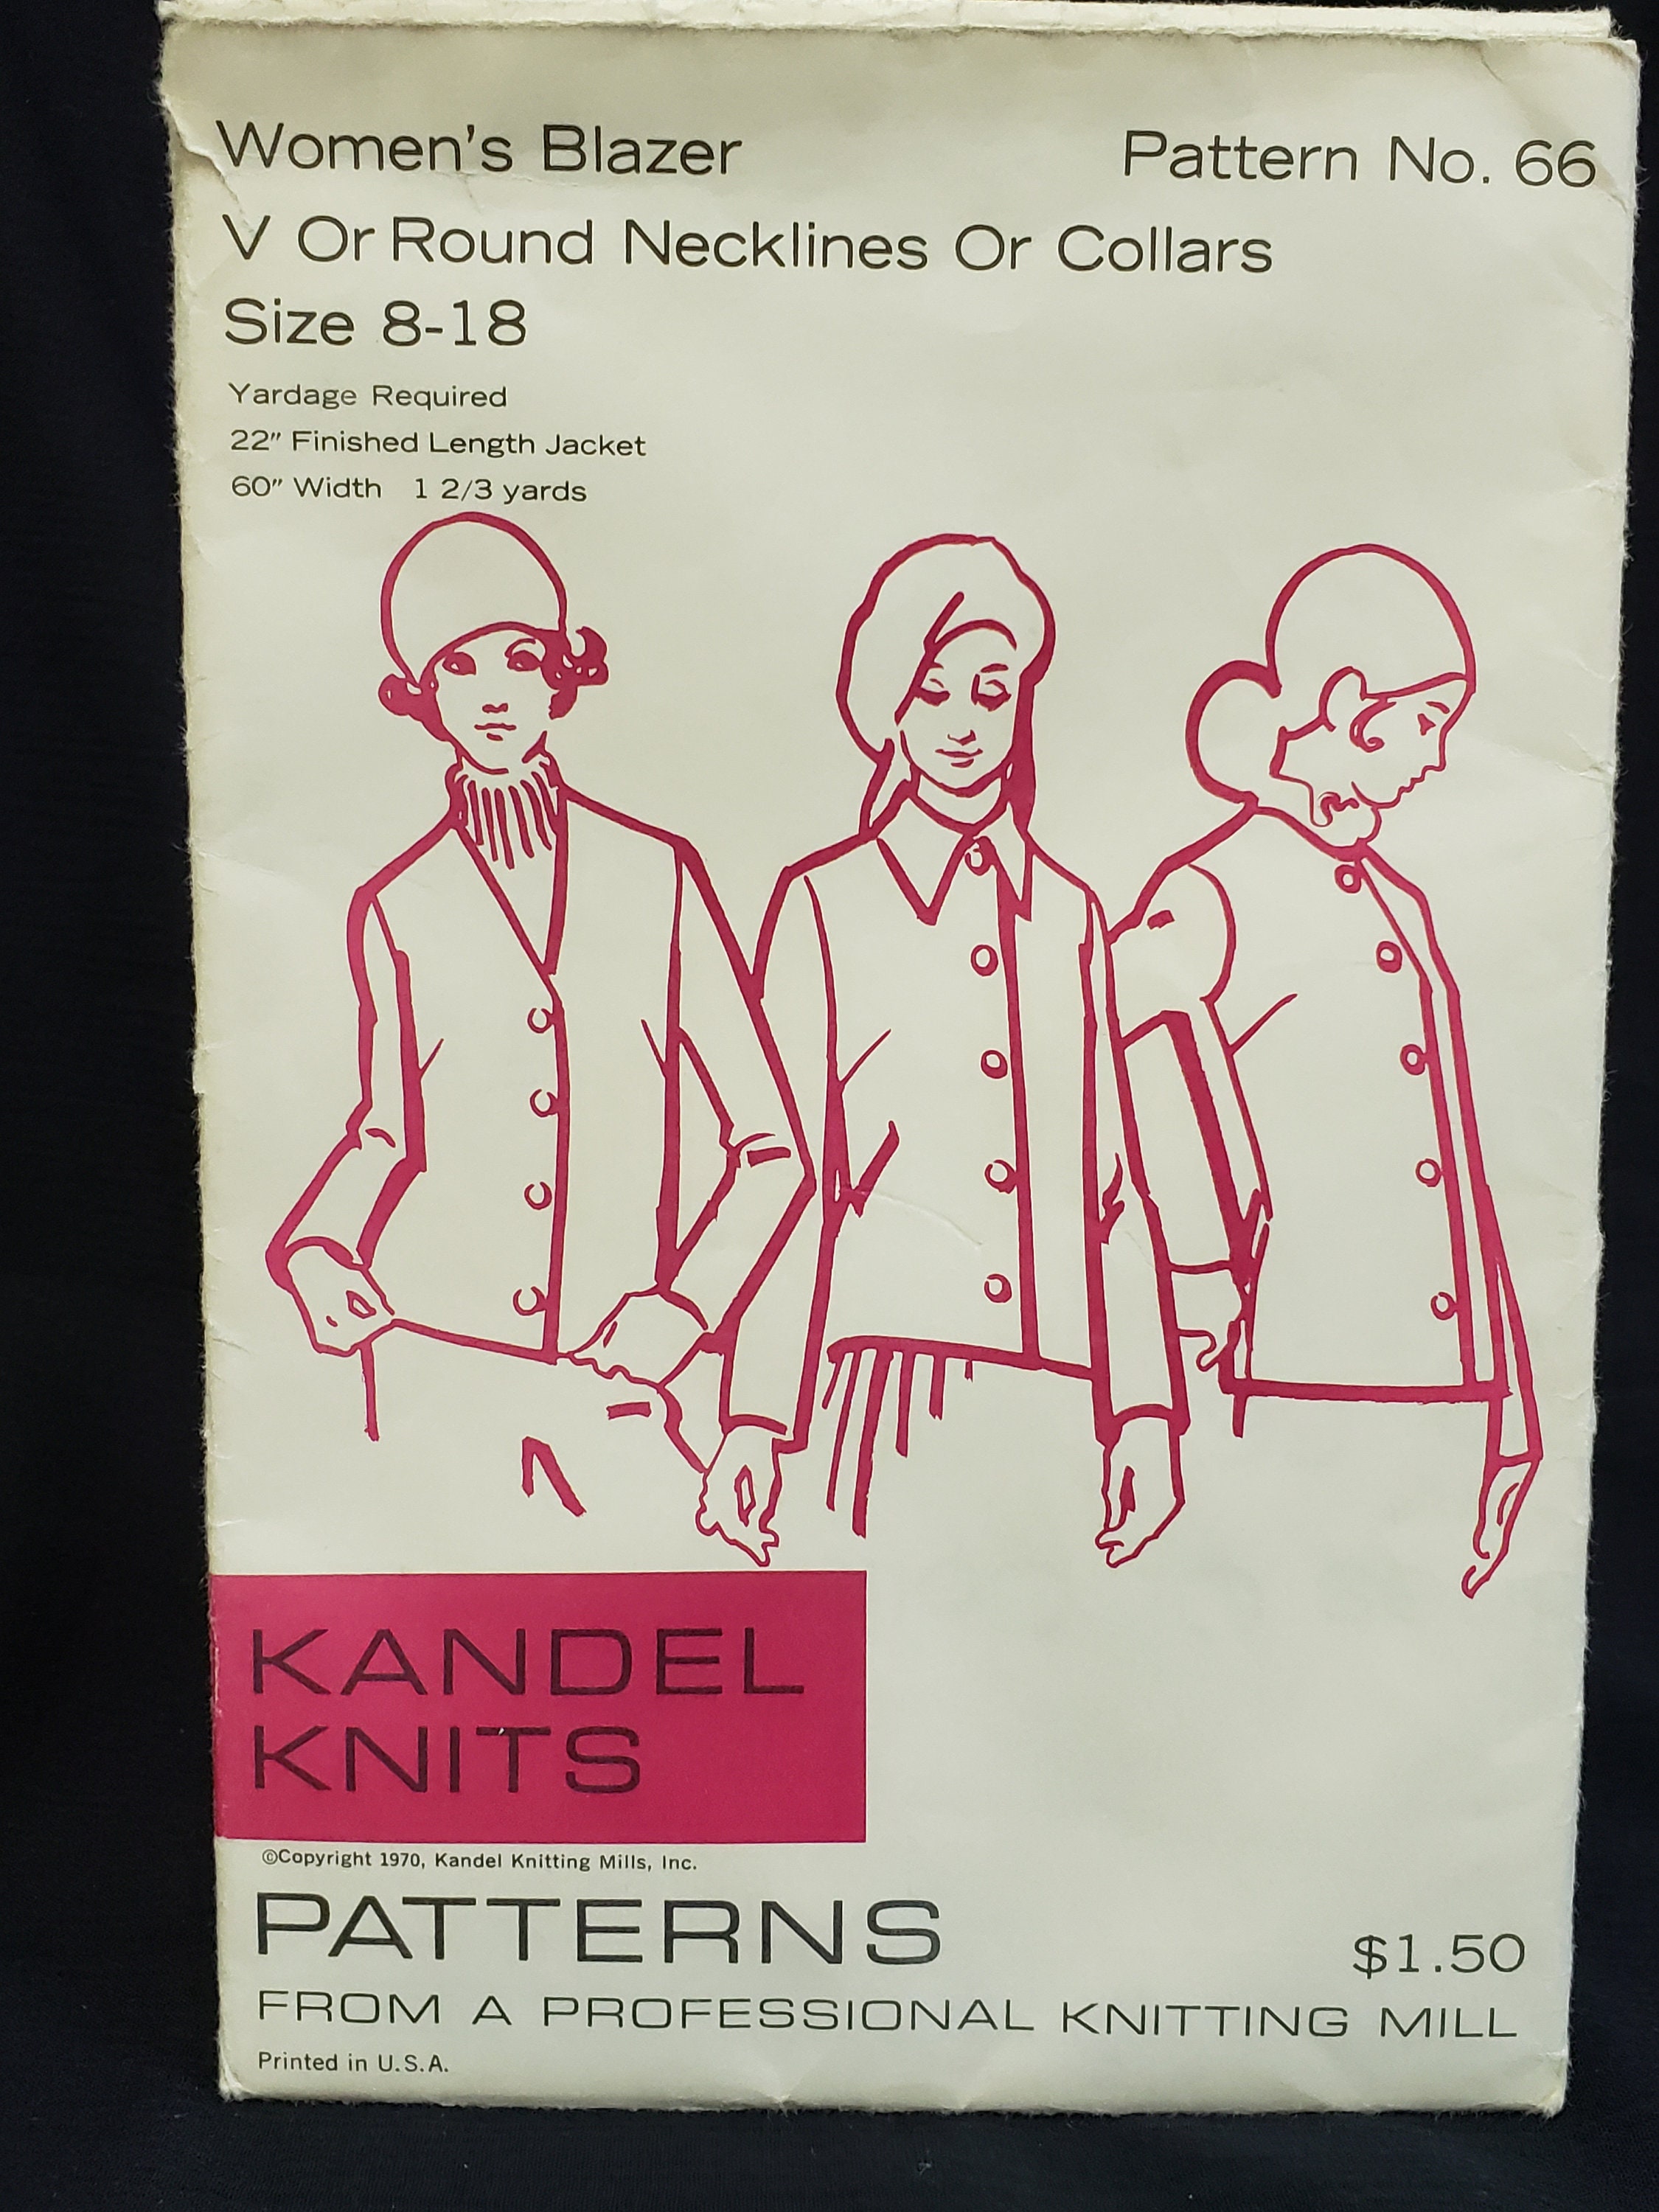 Women's Blazer Pattern No. 66
V Or Round Necklines Or Collars
Size 8-18
Yardage Required
22" Finished Length Jacket
60" Width 1 2/3 yards
KANDEL
KNITS
©Copyright 1970, Kandel Knitting Mills, Inc.
PATTERNS
$1.50
FROM A PROFESSIONAL KNITTING MILL
Printed in U.S.A.